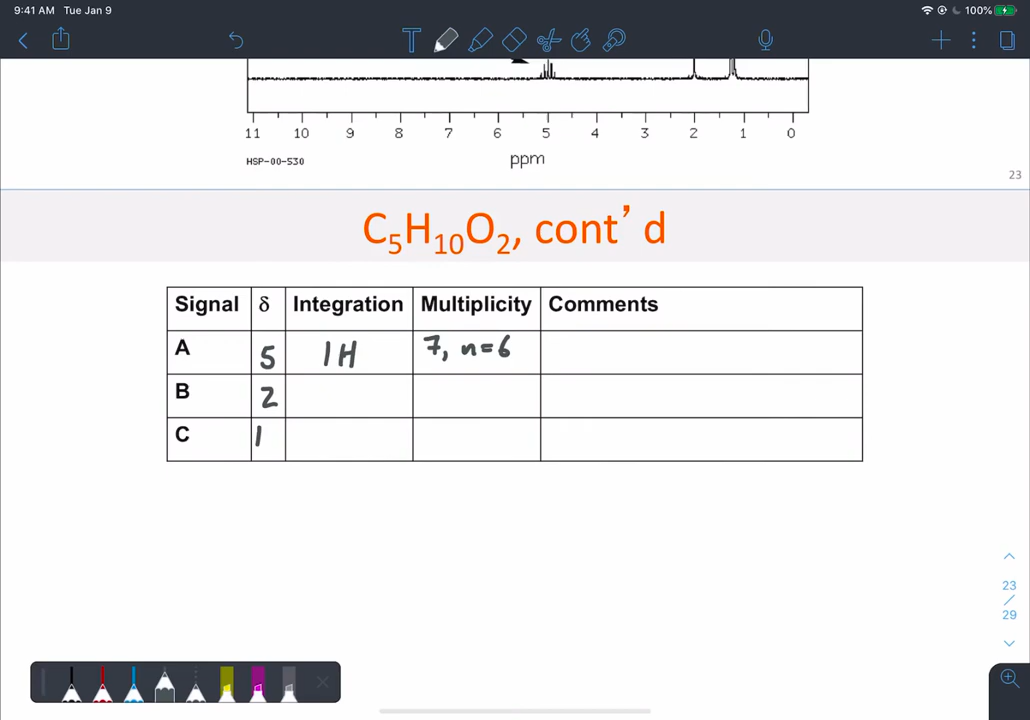 9:41 AM Tue Jan 9
100%
T
11 10 9 8 7 6 5 4 3 2 1 0
HSP-00-530
ppm
23
C₅H₁₀O₂, cont’d
Signal δ Integration Multiplicity Comments
A 5 1H 7, n=6
B 2
C 1
23
/
29